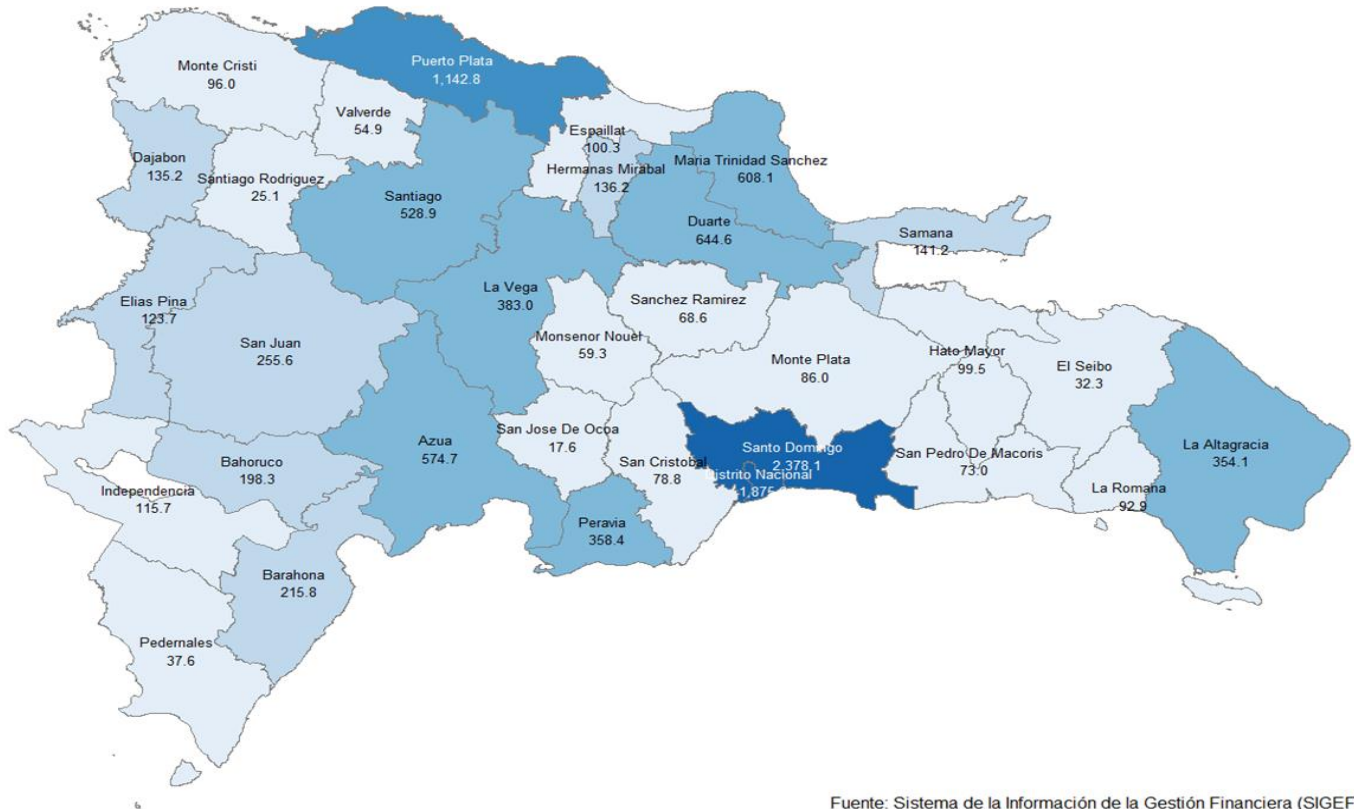 Puerto Plata
1,142.8
Monte Cristi
96.0
Valverde
54.9
Espaillat
100.3
Dajabon
135.2
Maria Trinidad Sanchez
608.1
Hermanas Mirabal
136.2
Santiago Rodriguez
25.1
Santiago
528.9
Duarte
644.6
Samana
141.2
La Vega
383.0
Elias Pina
123.7
Sanchez Ramirez
68.6
San Juan
255.6
Monsenor Nouel
59.3
Monte Plata
86.0
Hato Mayor
99.5
El Seibo
32.3
San Jose De Ocoa
17.6
Azua
574.7
Santo Domingo
2,378.1
La Altagracia
354.1
San Pedro De Macoris
73.0
San Cristobal
78.8
Bahoruco
198.3
Distrito Nacional
Independencia
115.7
La Romana
92.9
Peravia
358.4
Barahona
215.8
Pedernales
37.6
Fuente: Sistema de la Información de la Gestión Financiera (SIGEF